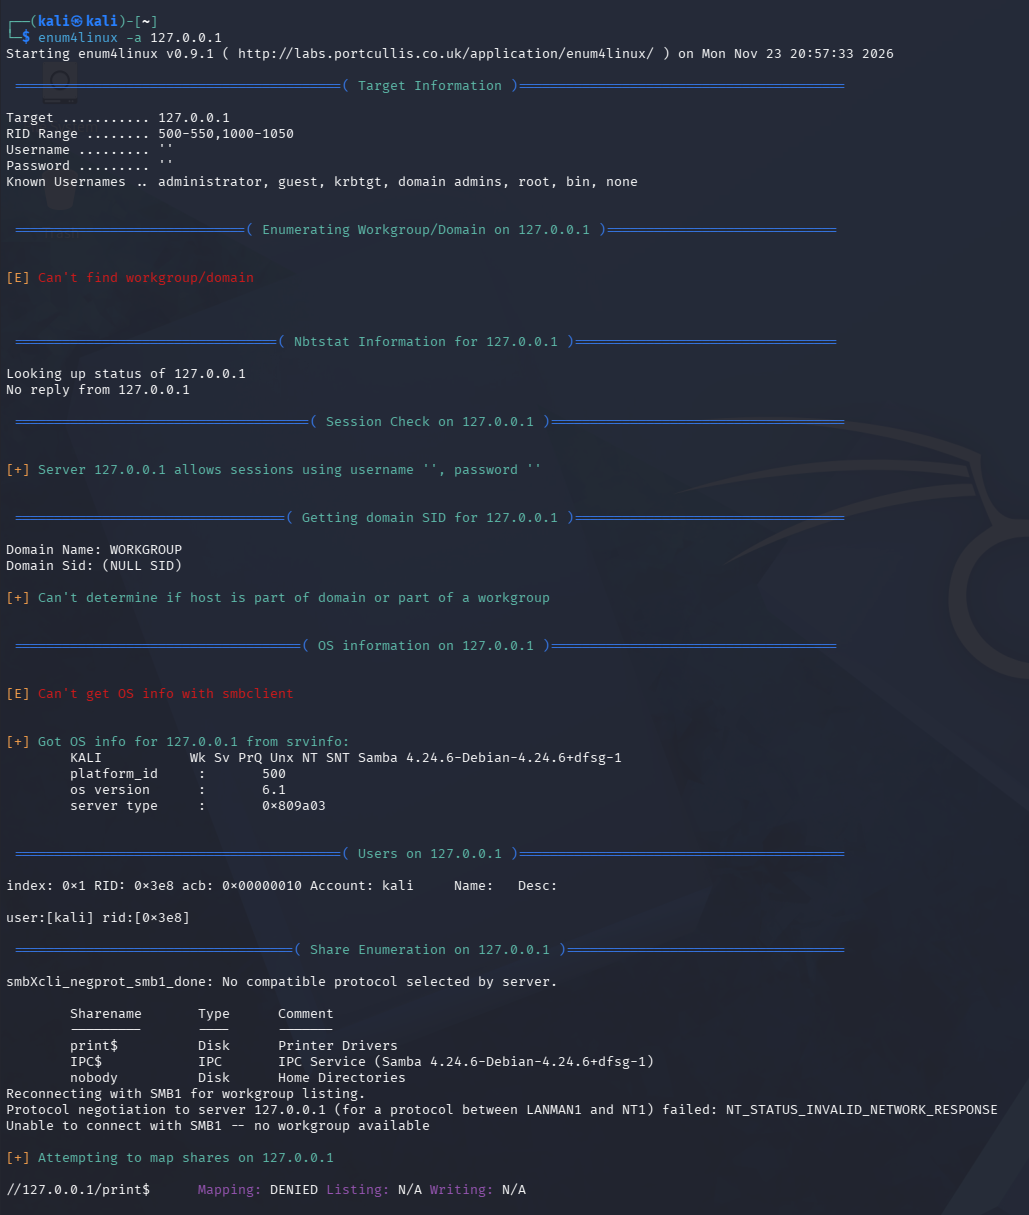 ┌──(kali㉿kali)-[~]
└─$ enum4linux -a 127.0.0.1
Starting enum4linux v0.9.1 ( http://labs.portcullis.co.uk/application/enum4linux/ ) on Mon Nov 23 20:57:33 2026
=========================================( Target Information )=========================================
Target ........... 127.0.0.1
RID Range ........ 500-550,1000-1050
Username ......... ''
Password ......... ''
Known Usernames .. administrator, guest, krbtgt, domain admins, root, bin, none
=============================( Enumerating Workgroup/Domain on 127.0.0.1 )=============================
[E] Can't find workgroup/domain
=================================( Nbtstat Information for 127.0.0.1 )=================================
Looking up status of 127.0.0.1
No reply from 127.0.0.1
=====================================( Session Check on 127.0.0.1 )=====================================
[+] Server 127.0.0.1 allows sessions using username '', password ''
==================================( Getting domain SID for 127.0.0.1 )==================================
Domain Name: WORKGROUP
Domain Sid: (NULL SID)
[+] Can't determine if host is part of domain or part of a workgroup
====================================( OS information on 127.0.0.1 )====================================
[E] Can't get OS info with smbclient
[+] Got OS info for 127.0.0.1 from srvinfo:
KALI           Wk Sv PrQ Unx NT SNT Samba 4.24.6-Debian-4.24.6+dfsg-1
platform_id     :       500
os version      :       6.1
server type     :       0x809a03
=========================================( Users on 127.0.0.1 )=========================================
index: 0x1 RID: 0x3e8 acb: 0x00000010 Account: kali     Name:   Desc:
user:[kali] rid:[0x3e8]
===================================( Share Enumeration on 127.0.0.1 )===================================
smbXcli_negprot_smb1_done: No compatible protocol selected by server.
Sharename       Type      Comment
---------       ----      -------
print$          Disk      Printer Drivers
IPC$            IPC       IPC Service (Samba 4.24.6-Debian-4.24.6+dfsg-1)
nobody          Disk      Home Directories
Reconnecting with SMB1 for workgroup listing.
Protocol negotiation to server 127.0.0.1 (for a protocol between LANMAN1 and NT1) failed: NT_STATUS_INVALID_NETWORK_RESPONSE
Unable to connect with SMB1 -- no workgroup available
[+] Attempting to map shares on 127.0.0.1
//127.0.0.1/print$      Mapping: DENIED Listing: N/A Writing: N/A